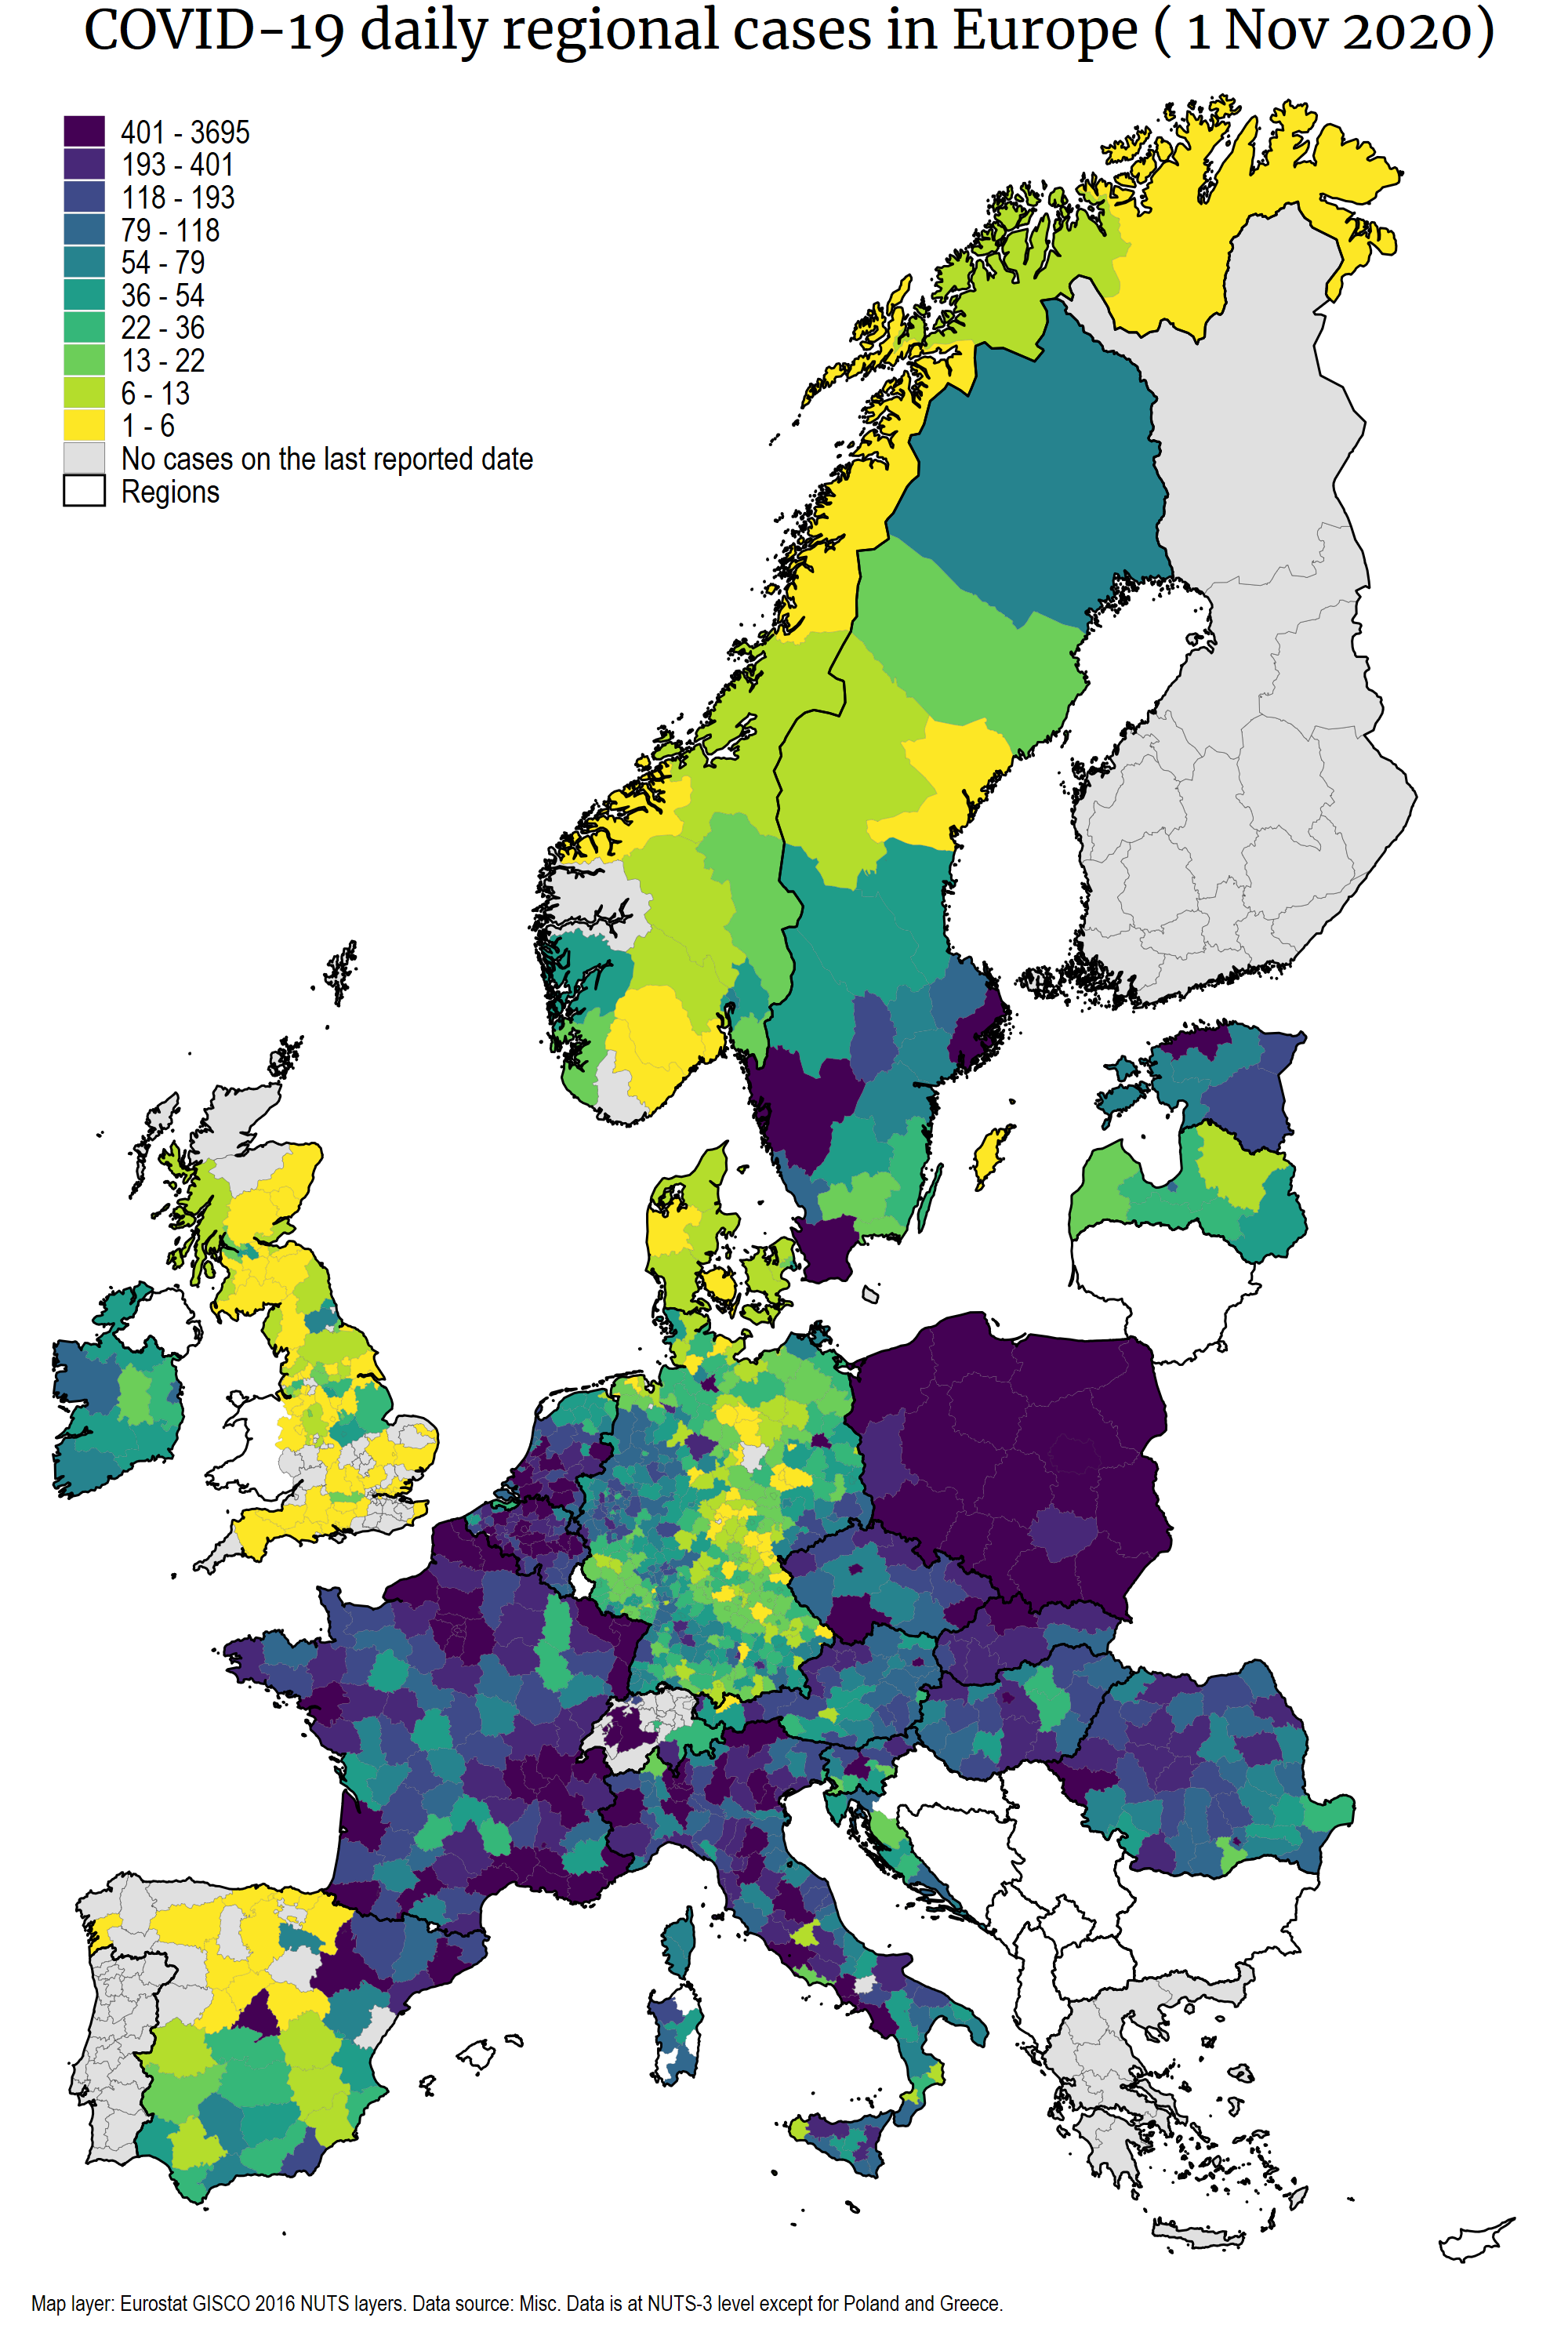 COVID-19 daily regional cases in Europe ( 1 Nov 2020)
401 - 3695
193 - 401
118 - 193
79 - 118
54 - 79
36 - 54
22 - 36
13 - 22
6 - 13
1 - 6
No cases on the last reported date
Regions
Map layer: Eurostat GISCO 2016 NUTS layers. Data source: Misc. Data is at NUTS-3 level except for Poland and Greece.